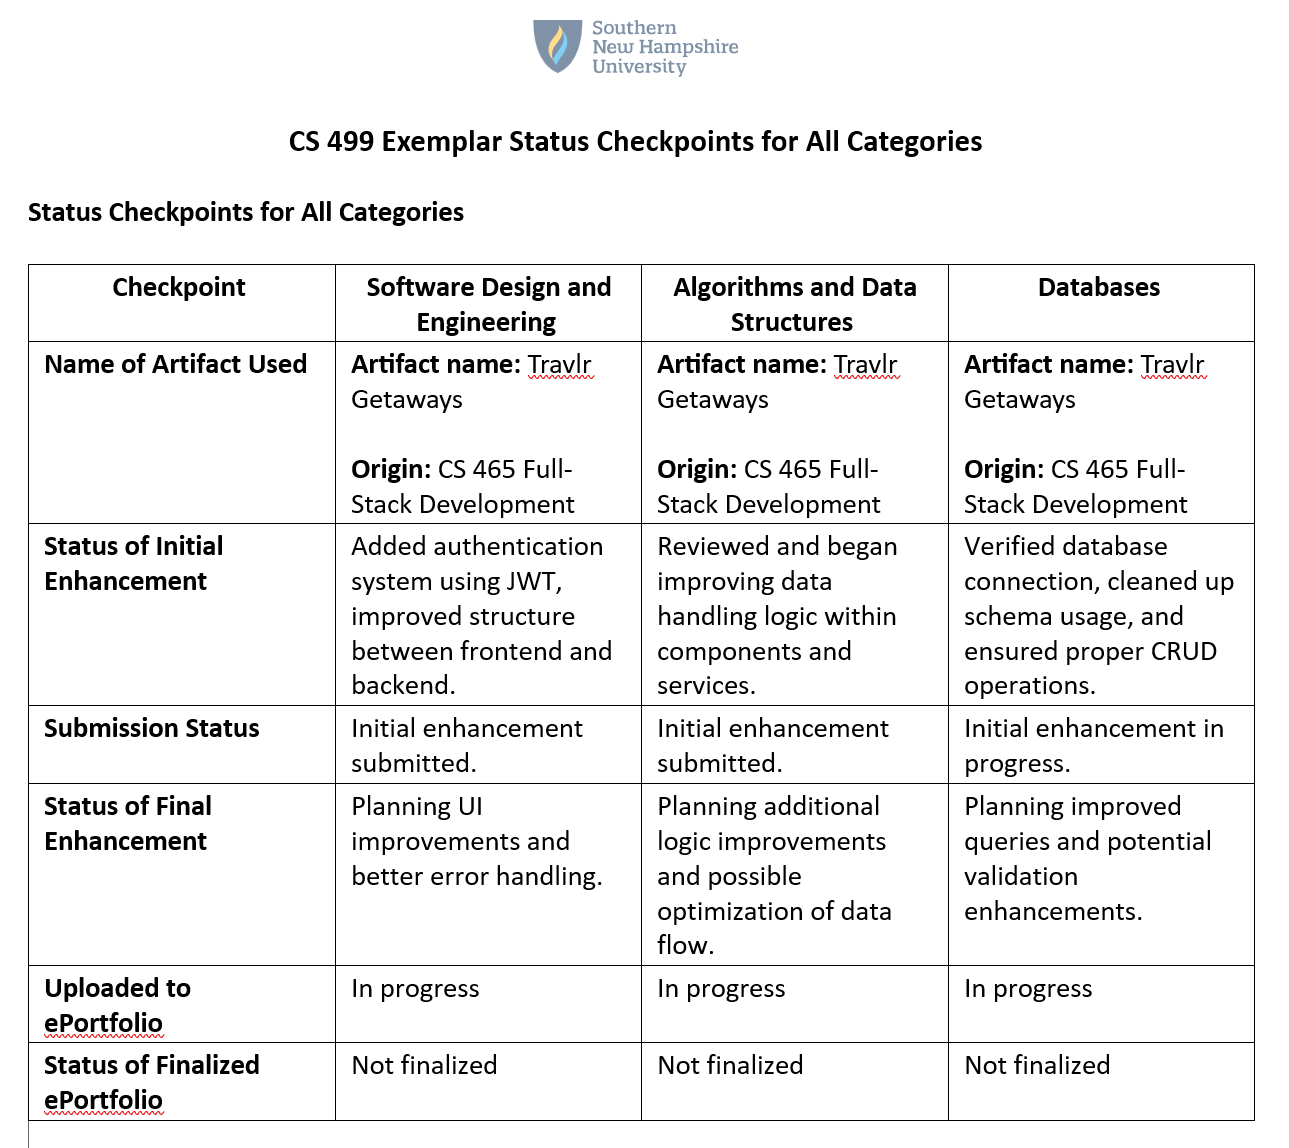 Southern
New Hampshire
University
CS 499 Exemplar Status Checkpoints for All Categories
Status Checkpoints for All Categories
Checkpoint
Software Design and
Engineering
Algorithms and Data
Structures
Databases
Name of Artifact Used
Artifact name: Travlr
Getaways
Origin: CS 465 Full-
Stack Development
Artifact name: Travlr
Getaways
Origin: CS 465 Full-
Stack Development
Artifact name: Travlr
Getaways
Origin: CS 465 Full-
Stack Development
Status of Initial
Enhancement
Added authentication
system using JWT,
improved structure
between frontend and
backend.
Reviewed and began
improving data
handling logic within
components and
services.
Verified database
connection, cleaned up
schema usage, and
ensured proper CRUD
operations.
Submission Status
Initial enhancement
submitted.
Initial enhancement
submitted.
Initial enhancement in
progress.
Status of Final
Enhancement
Planning UI
improvements and
better error handling.
Planning additional
logic improvements
and possible
optimization of data
flow.
Planning improved
queries and potential
validation
enhancements.
Uploaded to
ePortfolio
In progress
In progress
In progress
Status of Finalized
ePortfolio
Not finalized
Not finalized
Not finalized